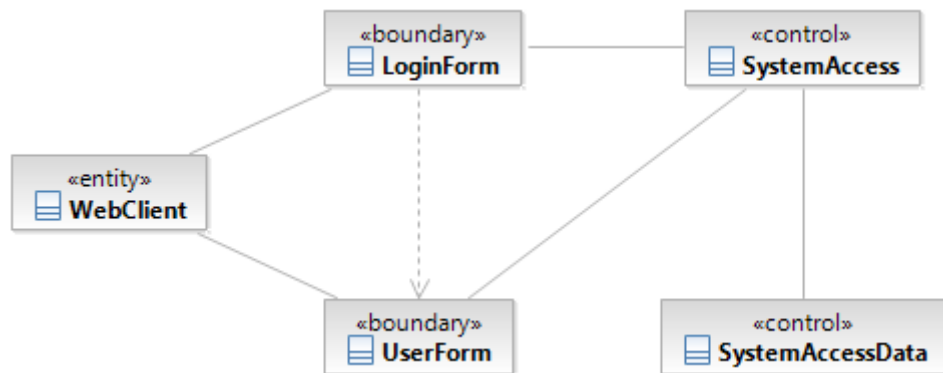 «boundary»
LoginForm
«control»
SystemAccess
«entity»
WebClient
«boundary»
UserForm
«control»
SystemAccessData